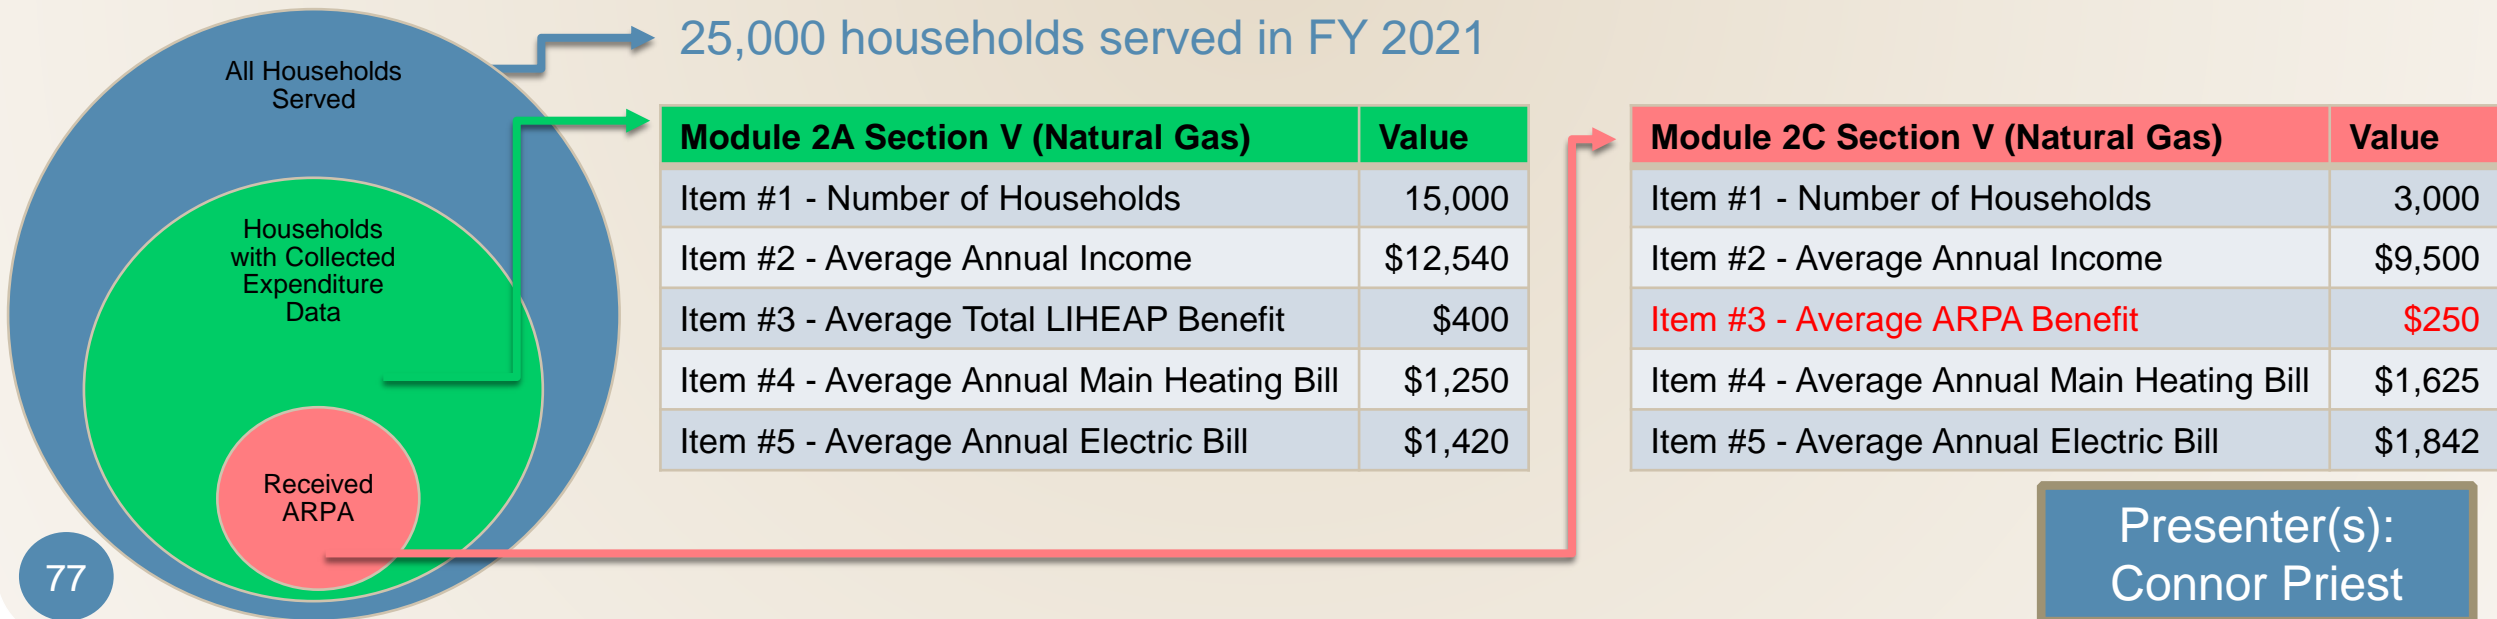 25,000 households served in FY 2021
All Households
Served
Households
with Collected
Expenditure
Data
Received
ARPA
Module 2A Section V (Natural Gas) Value
Item #1 - Number of Households 15,000
Item #2 - Average Annual Income $12,540
Item #3 - Average Total LIHEAP Benefit $400
Item #4 - Average Annual Main Heating Bill $1,250
Item #5 - Average Annual Electric Bill $1,420
Module 2C Section V (Natural Gas) Value
Item #1 - Number of Households 3,000
Item #2 - Average Annual Income $9,500
Item #3 - Average ARPA Benefit $250
Item #4 - Average Annual Main Heating Bill $1,625
Item #5 - Average Annual Electric Bill $1,842
77
Presenter(s):
Connor Priest